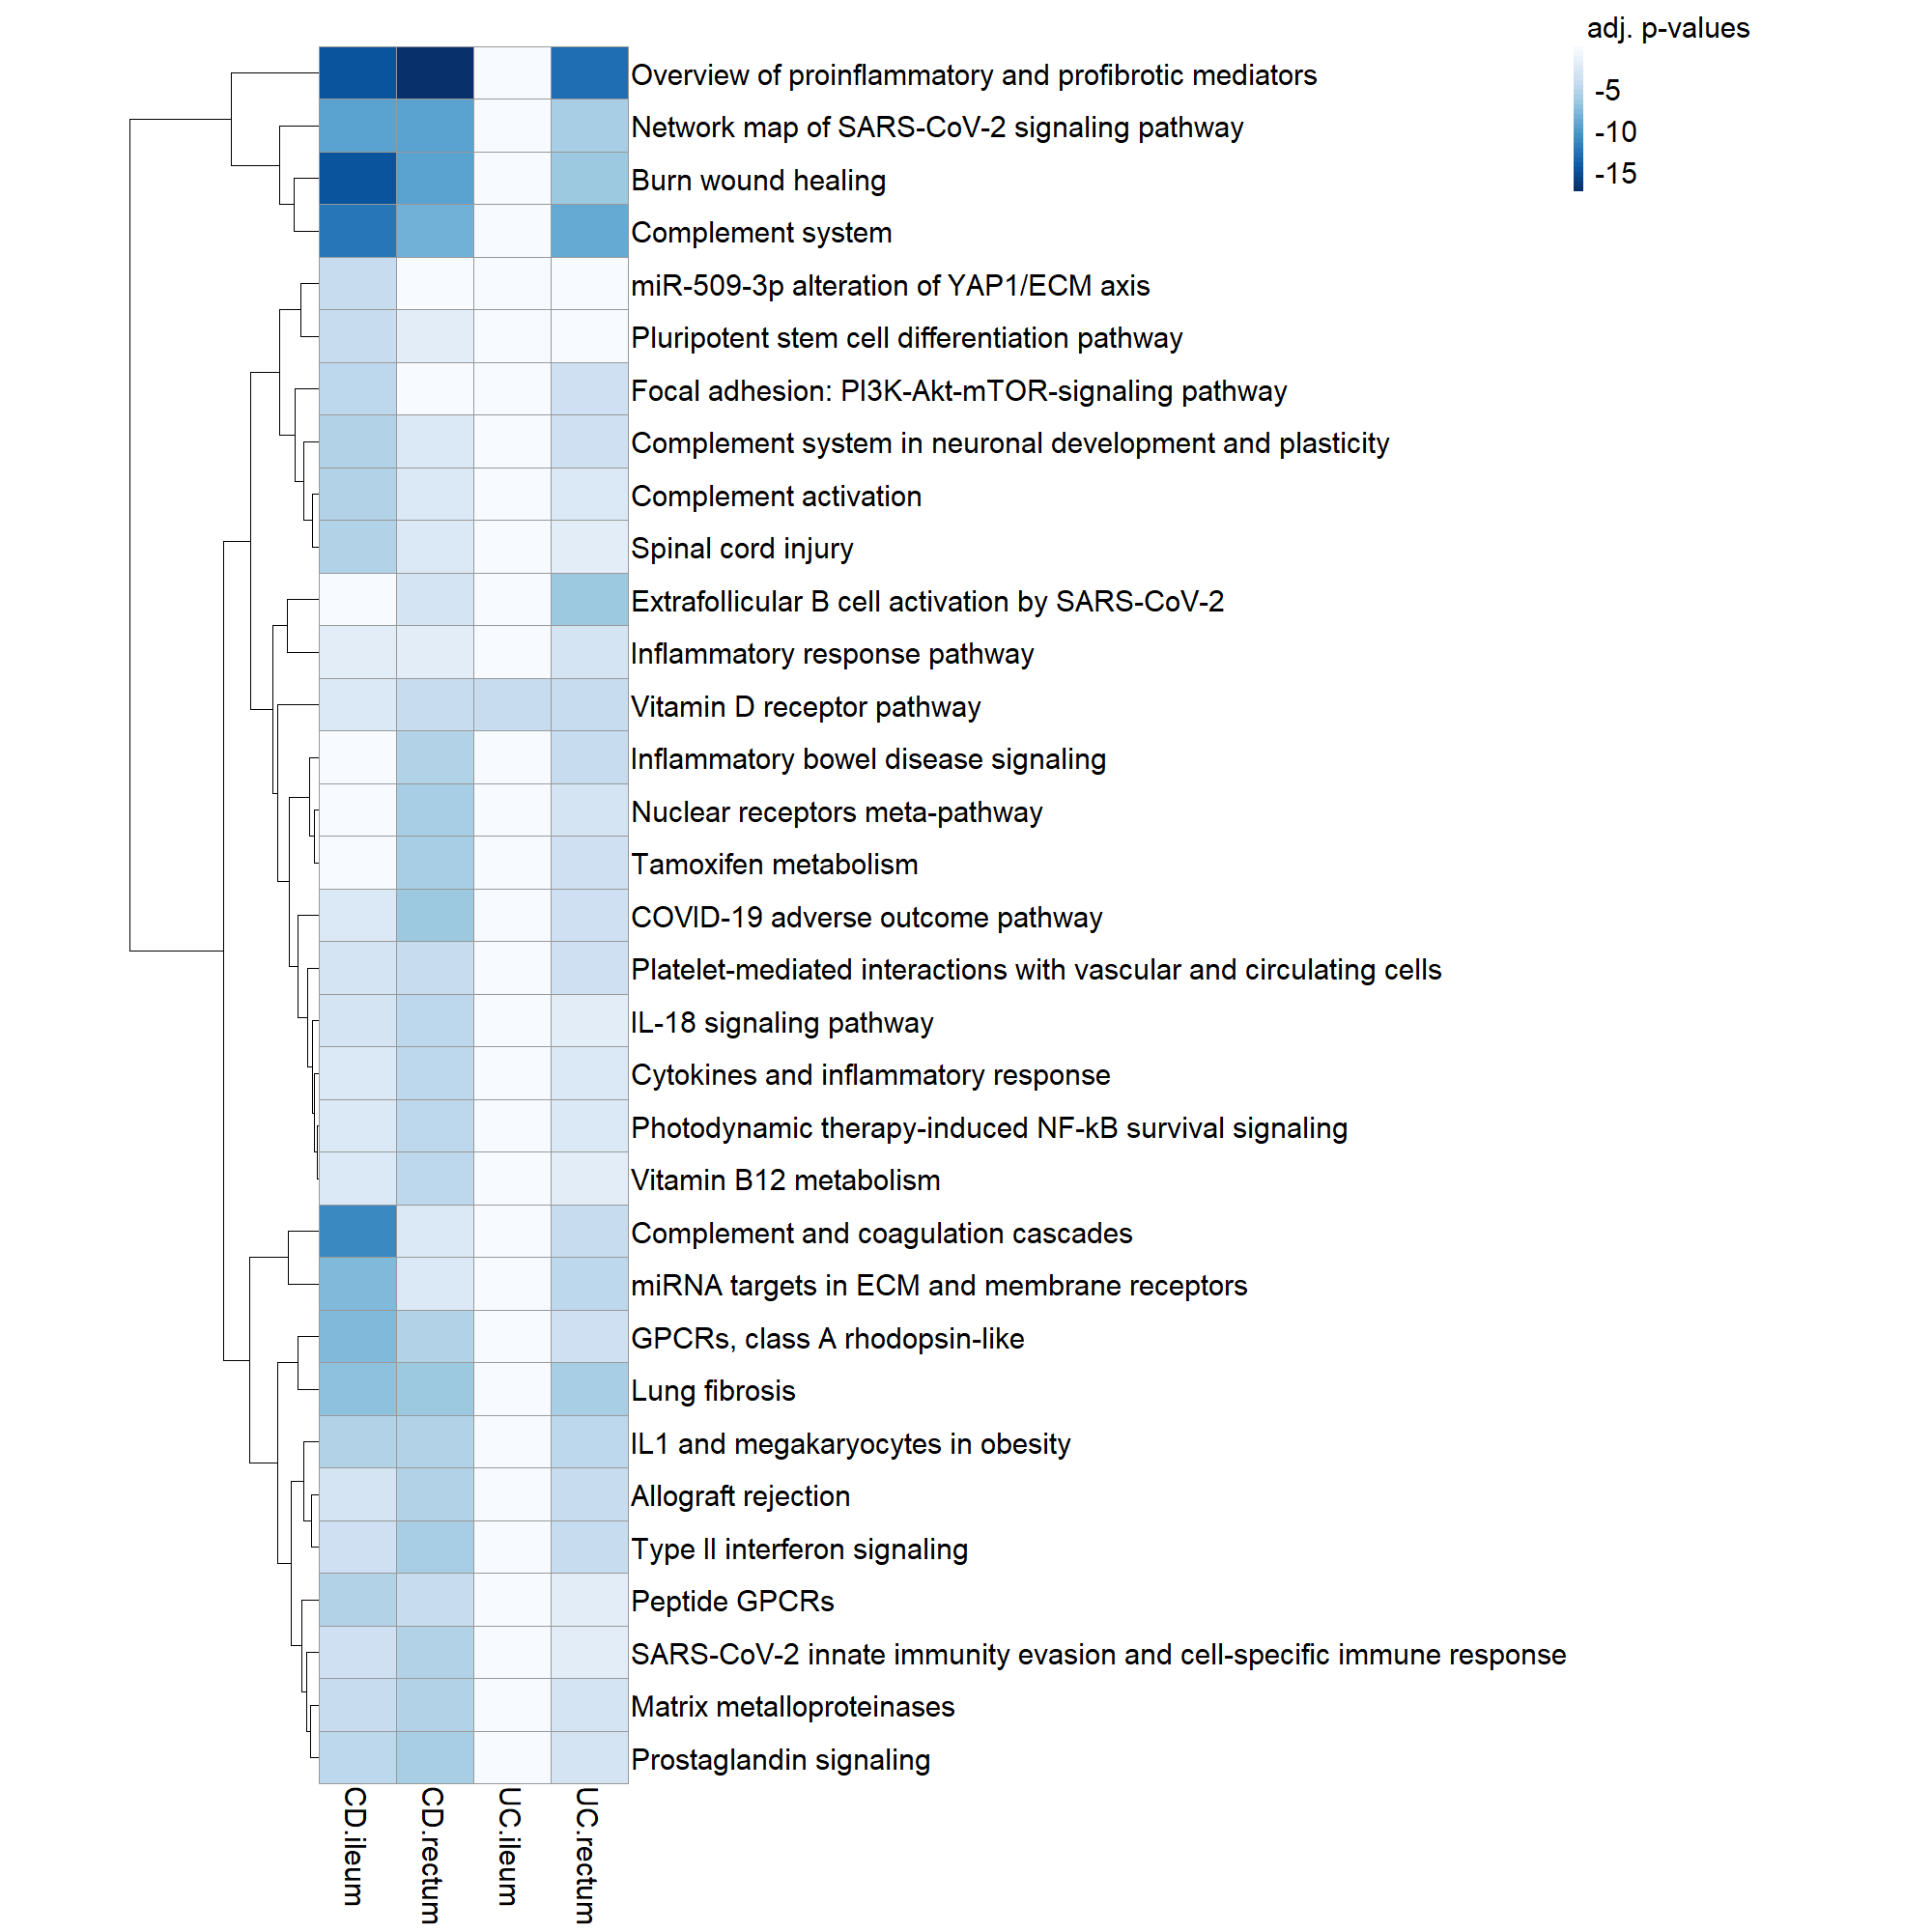 adj. p-values
-5
-10
-15
Overview of proinflammatory and profibrotic mediators
Network map of SARS-CoV-2 signaling pathway
Burn wound healing
Complement system
miR-509-3p alteration of YAP1/ECM axis
Pluripotent stem cell differentiation pathway
Focal adhesion: PI3K-Akt-mTOR-signaling pathway
Complement system in neuronal development and plasticity
Complement activation
Spinal cord injury
Extrafollicular B cell activation by SARS-CoV-2
Inflammatory response pathway
Vitamin D receptor pathway
Inflammatory bowel disease signaling
Nuclear receptors meta-pathway
Tamoxifen metabolism
COVID-19 adverse outcome pathway
Platelet-mediated interactions with vascular and circulating cells
IL-18 signaling pathway
Cytokines and inflammatory response
Photodynamic therapy-induced NF-kB survival signaling
Vitamin B12 metabolism
Complement and coagulation cascades
miRNA targets in ECM and membrane receptors
GPCRs, class A rhodopsin-like
Lung fibrosis
IL1 and megakaryocytes in obesity
Allograft rejection
Type II interferon signaling
Peptide GPCRs
SARS-CoV-2 innate immunity evasion and cell-specific immune response
Matrix metalloproteinases
Prostaglandin signaling
CD.ileum
CD.rectum
UC.ileum
UC.rectum